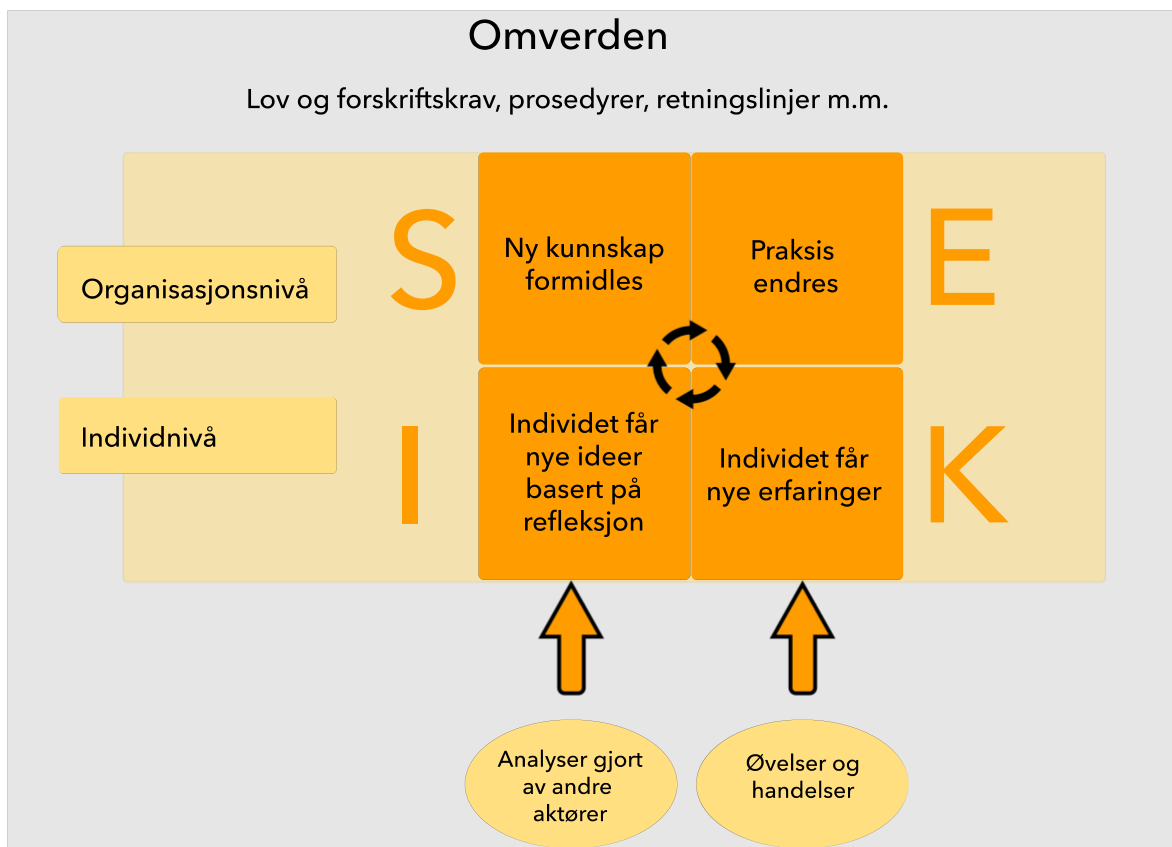 Omverden
Lov og forskriftskrav, prosedyrer, retningslinjer m.m.
Organisasjonsnivå
S
Ny kunnskap
formidles
Praksis
endres
E
Individnivå
I
Individet får
nye ideer
basert på
refleksjon
Individet får
nye erfaringer
K
Analyser gjort
av andre
aktører
Øvelser og
handelser